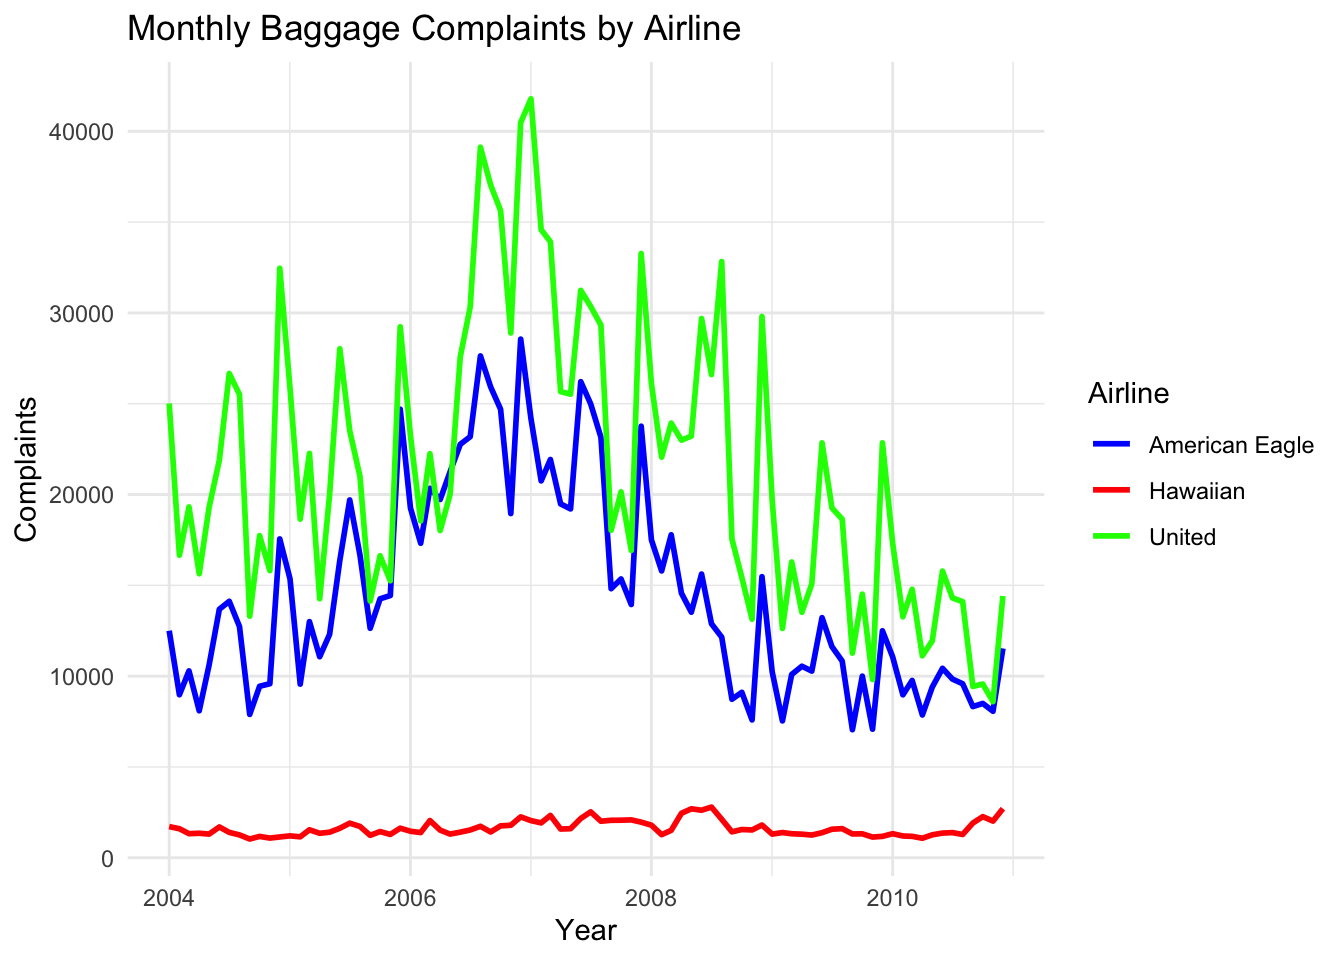 Monthly Baggage Complaints by Airline
40000
30000
20000
10000
0
Complaints
2004
2006
2008
2010
Year
Airline
American Eagle
Hawaiian
United